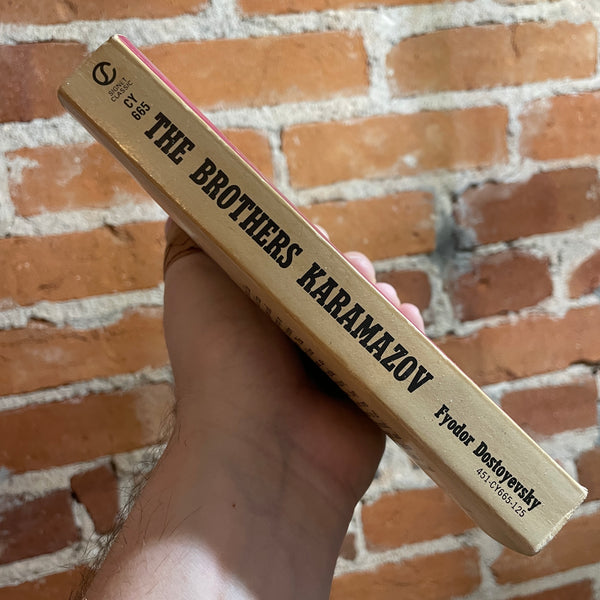 SIGNET
CLASSIC
CY
665
THE BROTHERS KARAMAZOV
Fyodor Dostoyevsky
451-CY665-125